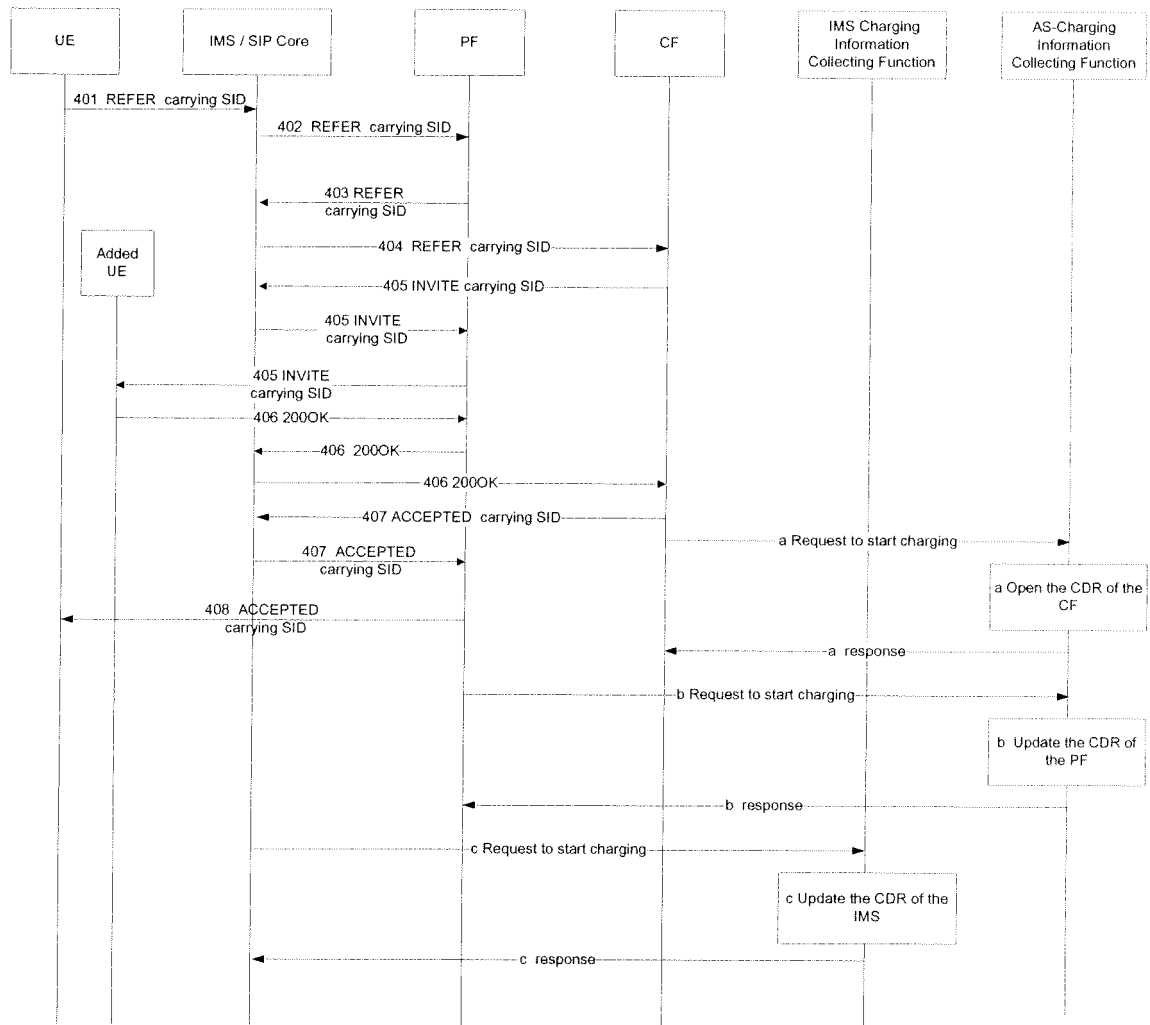 UE
IMS / SIP Core
PF
CF
IMS Charging
Information
Collecting Function
AS-Charging
Information
Collecting Function
401 REFER carrying SID
402 REFER carrying SID
403 REFER
carrying SID
404 REFER carrying SID
Added
UE
405 INVITE carrying SID
405 INVITE
carrying SID
405 INVITE
carrying SID
406 200OK
406 200OK
406 200OK
407 ACCEPTED carrying SID
a Request to start charging
407 ACCEPTED
carrying SID
a Open the CDR of the
CF
408 ACCEPTED
carrying SID
a response
b Request to start charging
b Update the CDR of
the PF
b response
c Request to start charging
c Update the CDR of the
IMS
c response